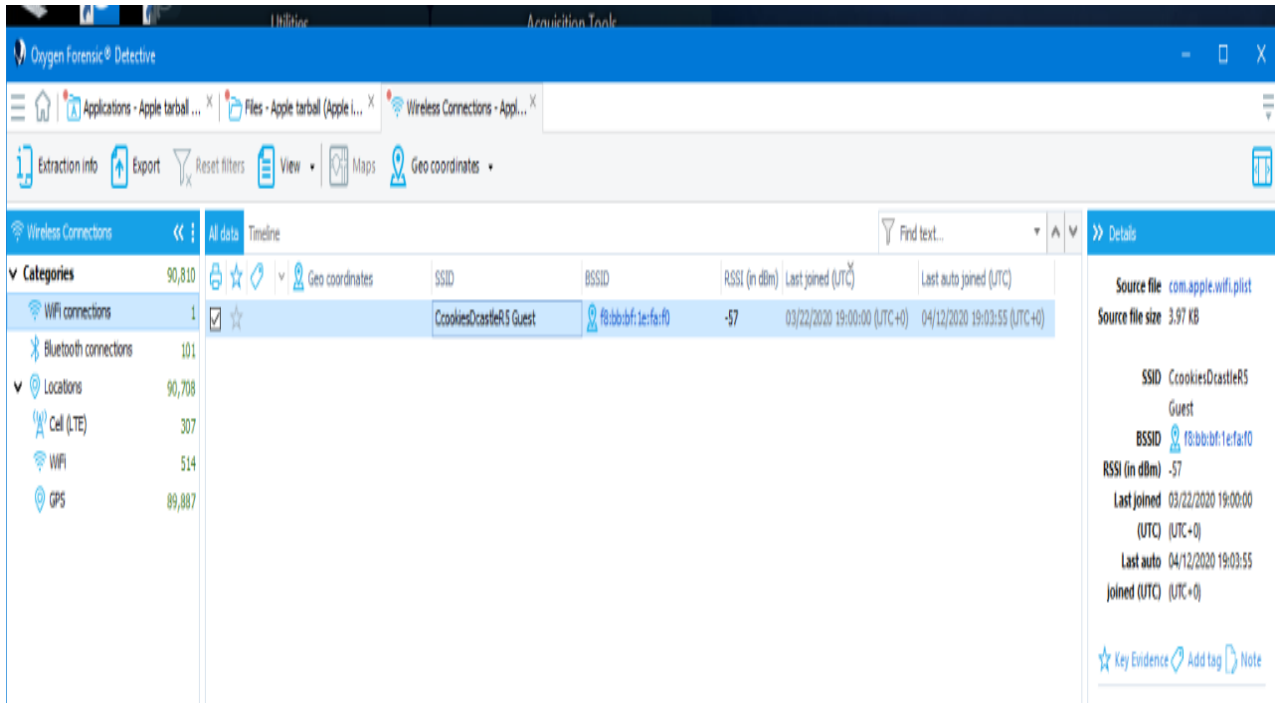 Utilities Acquisition Tools
Oxygen Forensic® Detective
Applications - Apple tarball ... Files - Apple tarball (Apple i... Wireless Connections - Appl...
Extraction info Export Reset filters View Maps Geo coordinates
Wireless Connections All data Timeline Find text... Details
Categories 90,810 Geo coordinates SSID BSSID RSSI (in dBm) Last joined (UTC) Last auto joined (UTC)
WiFi connections 1 CcookiesDcastleR5 Guest f8:bb:bf:1e:fa:f0 -57 03/22/2020 19:00:00 (UTC+0) 04/12/2020 19:03:55 (UTC+0)
Bluetooth connections 101
Locations 90,708
Cell (LTE) 307
WiFi 514
GPS 89,887
Source file com.apple.wifi.plist
Source file size 3.97 KB
SSID CcookiesDcastleR5
Guest
BSSID f8:bb:bf:1e:fa:f0
RSSI (in dBm) -57
Last joined 03/22/2020 19:00:00
(UTC) (UTC+0)
Last auto 04/12/2020 19:03:55
joined (UTC) (UTC+0)
Key Evidence Add tag Note